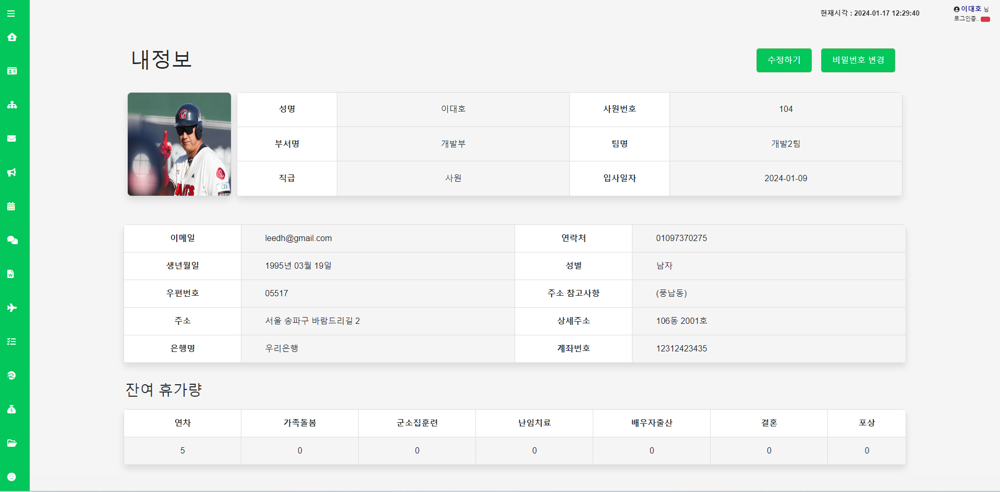 현재시각 : 2024-01-17 12:29:40
이대호 님
로그인중..
내정보
수정하기
비밀번호 변경
성명 이대호 사원번호 104
부서명 개발부 팀명 개발2팀
직급 사원 입사일자 2024-01-09
이메일 leedh@gmail.com 연락처 01097370275
생년월일 1995년 03월 19일 성별 남자
우편번호 05517 주소 참고사항 (풍납동)
주소 서울 송파구 바람드리길 2 상세주소 106동 2001호
은행명 우리은행 계좌번호 12312423435
잔여 휴가량
연차 가족돌봄 군소집훈련 난임치료 배우자출산 결혼 포상
5 0 0 0 0 0 0